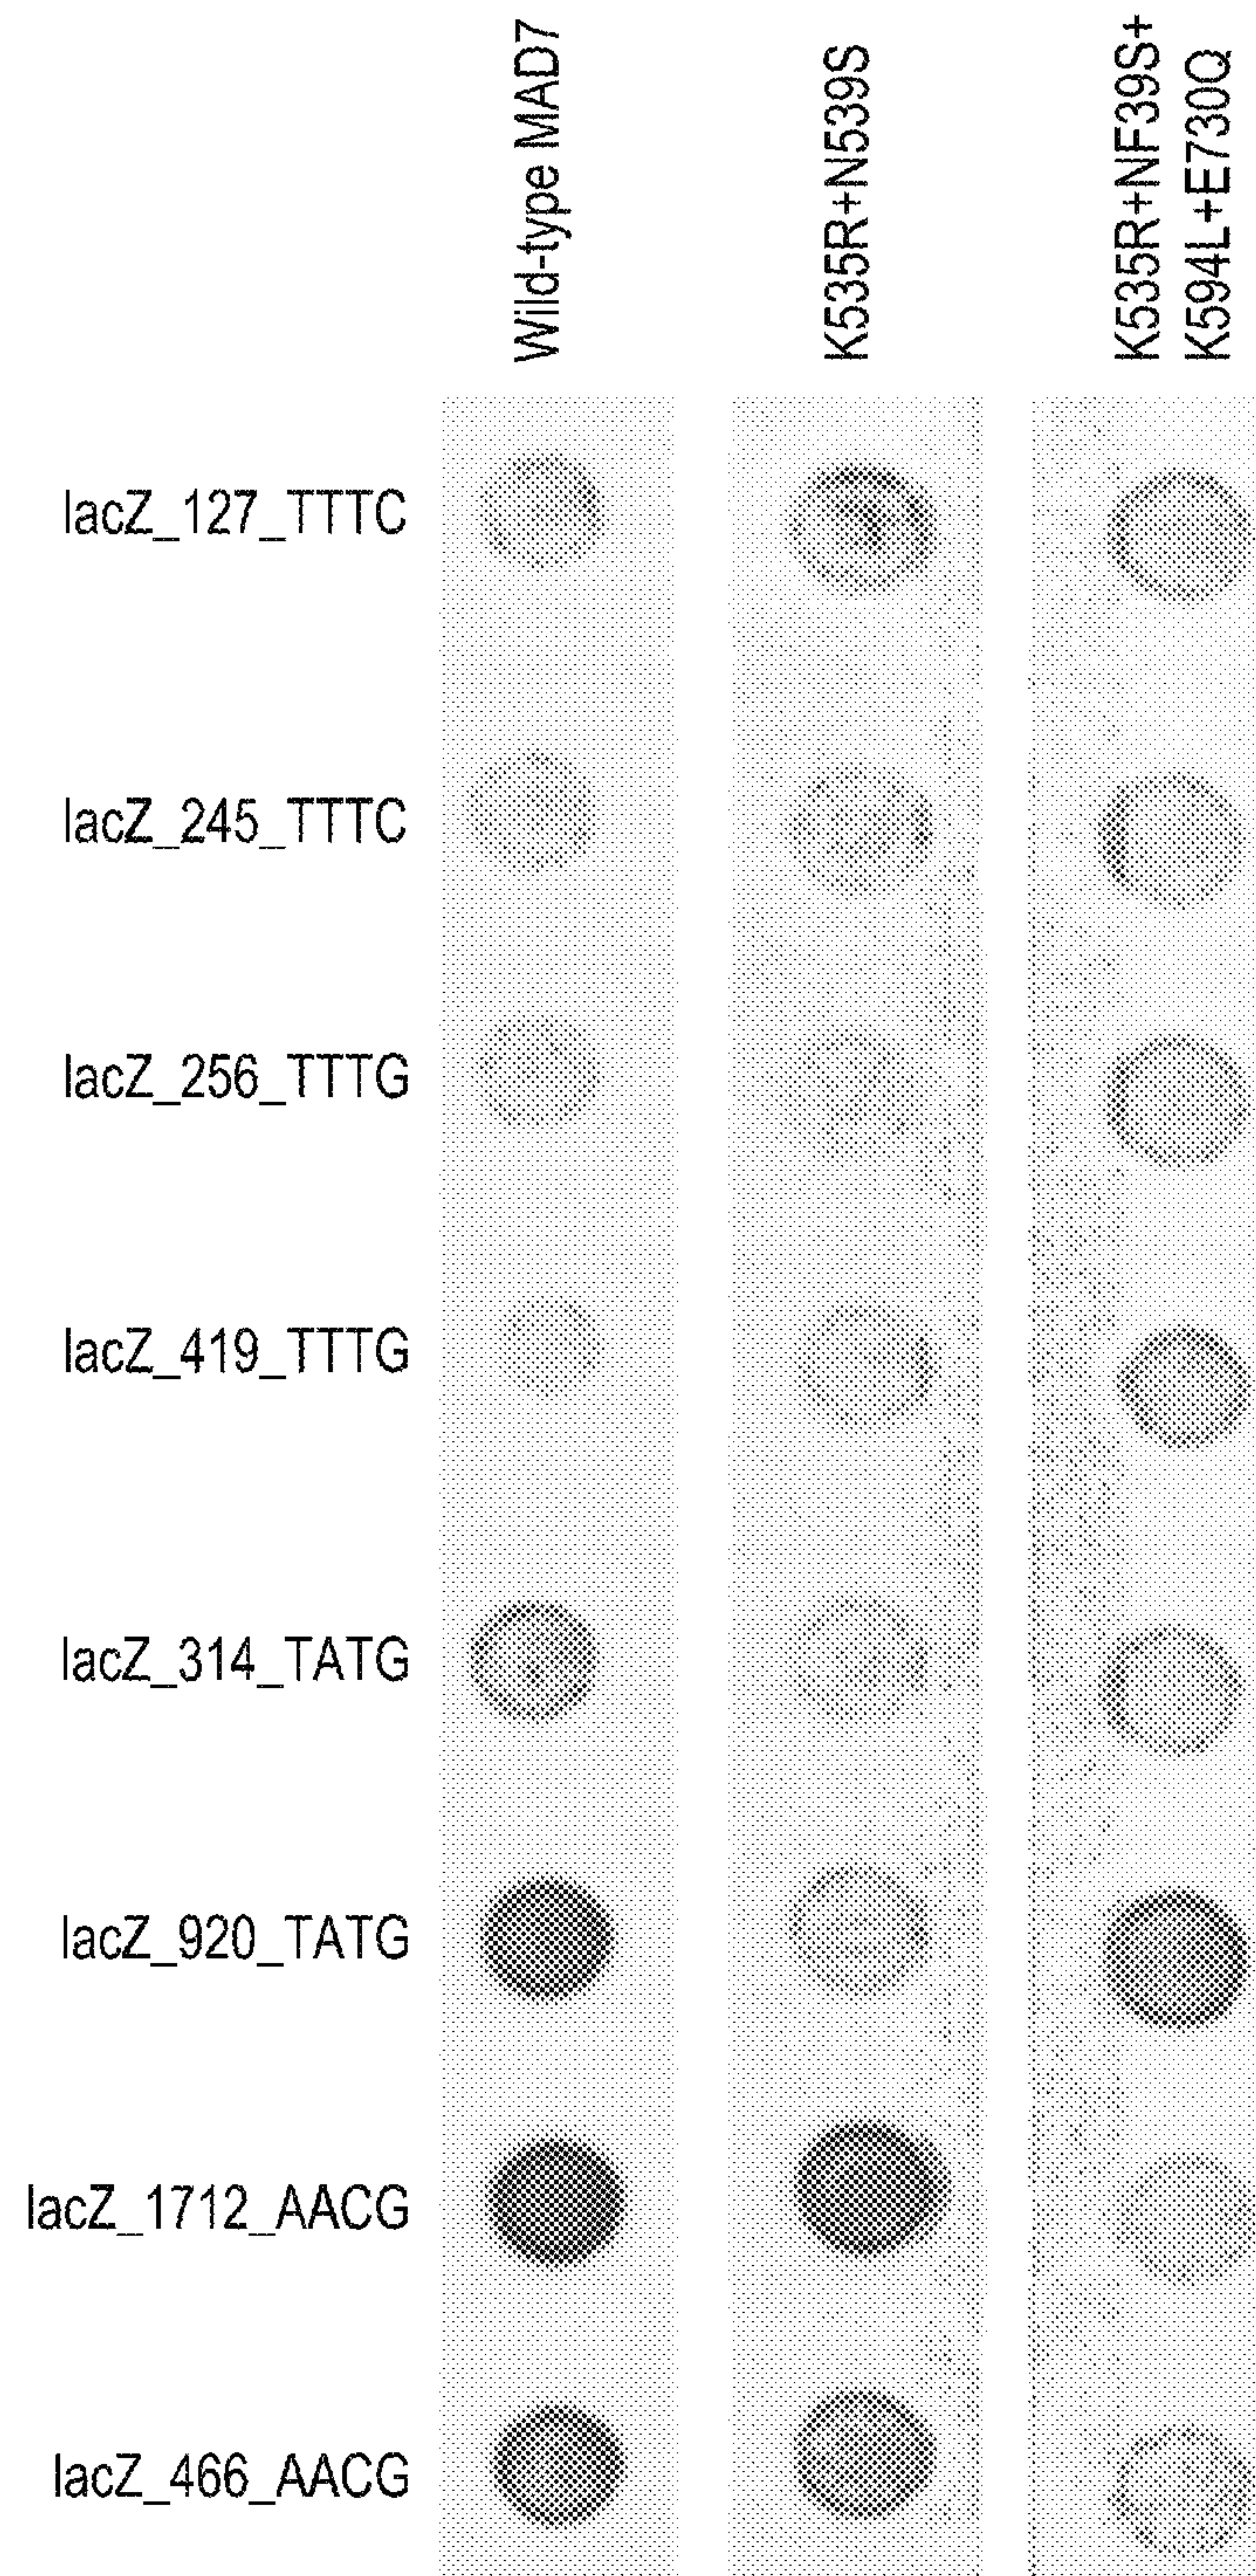 Wild-type MAD7
K535R+N539S
K535R+NF39S+
K594L+E730Q
lacZ_127_TTTC
lacZ_245_TTTC
lacZ_256_TTTG
lacZ_419_TTTG
lacZ_314_TATG
lacZ_920_TATG
lacZ_1712_AACG
lacZ_466_AACG